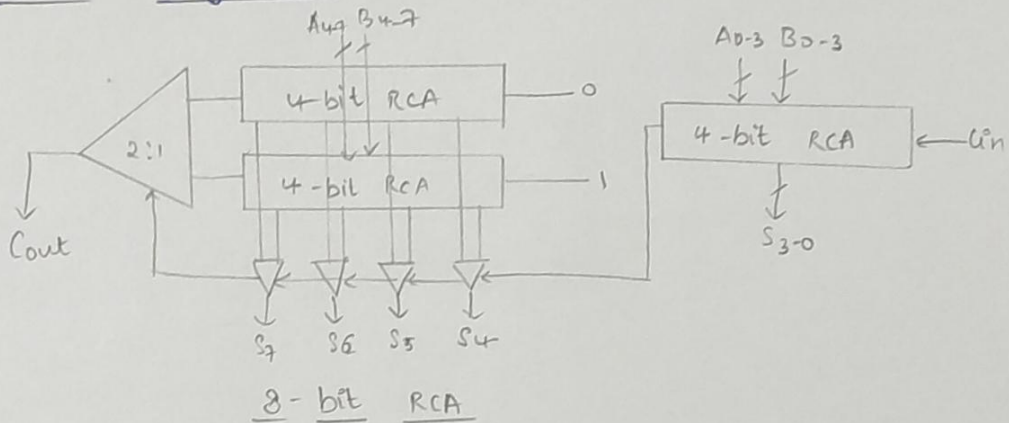 A4-7 B4-7
A0-3 B0-3
4-bit RCA
0
4-bit RCA
Cin
2:1
4-bit RCA
1
Cout
S3-0
S7 S6 S5 S4
8-bit RCA